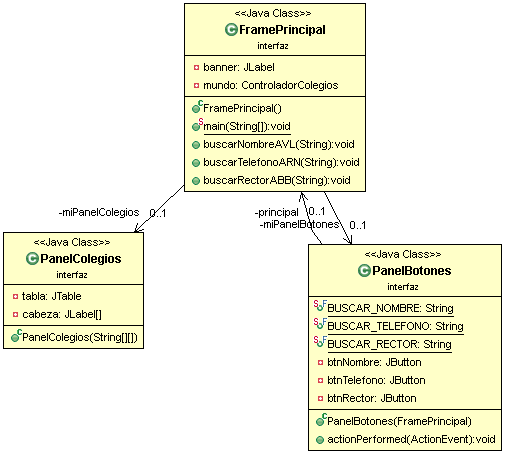 <<Java Class>>
FramePrincipal
interfaz
banner: JLabel
mundo: ControladorColegios
FramePrincipal()
main(String[]):void
buscarNombreAVL(String):void
buscarTelefonoARN(String):void
buscarRectorABB(String):void
-miPanelColegios
0..1
-principal
0..1
-miPanelBotones
0..1
<<Java Class>>
PanelColegios
interfaz
tabla: JTable
cabeza: JLabel[]
PanelColegios(String[][])
<<Java Class>>
PanelBotones
interfaz
BUSCAR_NOMBRE: String
BUSCAR_TELEFONO: String
BUSCAR_RECTOR: String
btnNombre: JButton
btnTelefono: JButton
btnRector: JButton
PanelBotones(FramePrincipal)
actionPerformed(ActionEvent):void